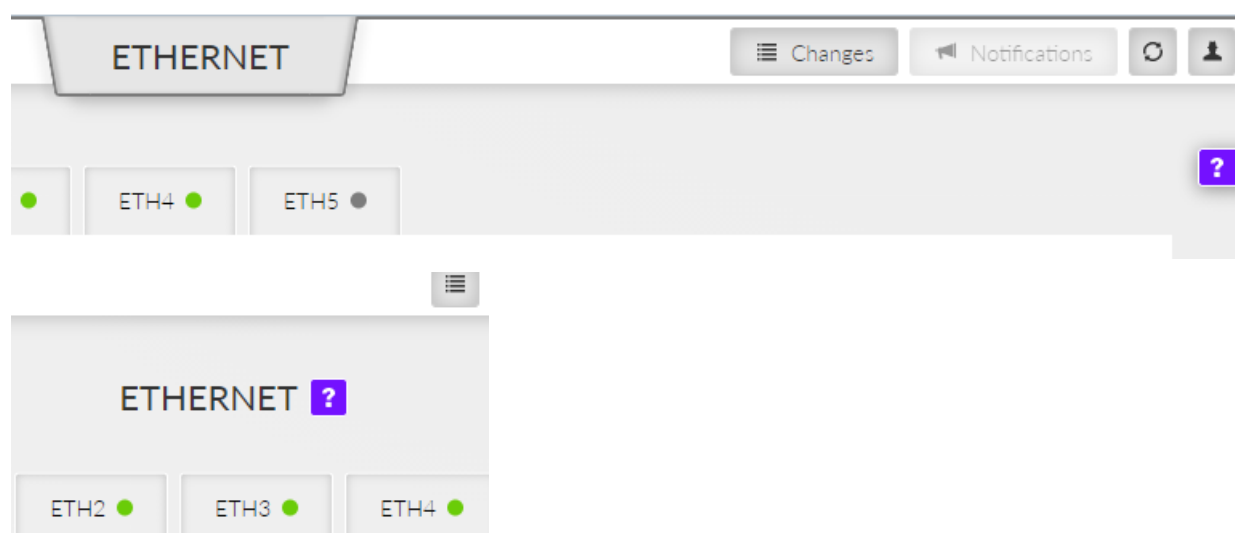 ETHERNET Changes Notifications
?
ETH4 ETH5
ETHERNET ?
ETH2 ETH3 ETH4